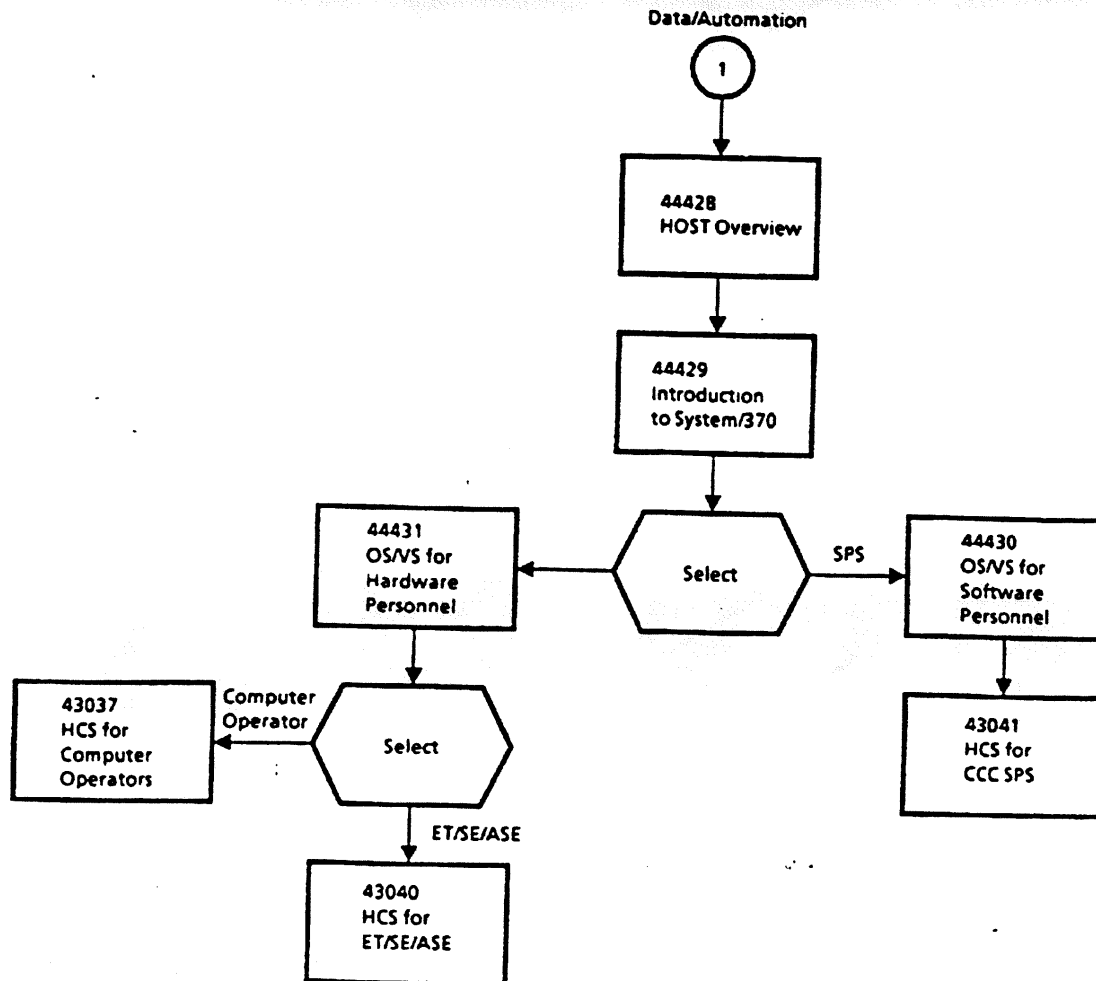 Data/Automation
1
44428
HOST Overview
44429
Introduction
to System/370
Select
SPS
44431
OS/VS for
Hardware
Personnel
44430
OS/VS for
Software
Personnel
Select
Computer
Operator
43037
HCS for
Computer
Operators
43041
HCS for
CCC SPS
ET/SE/ASE
43040
HCS for
ET/SE/ASE